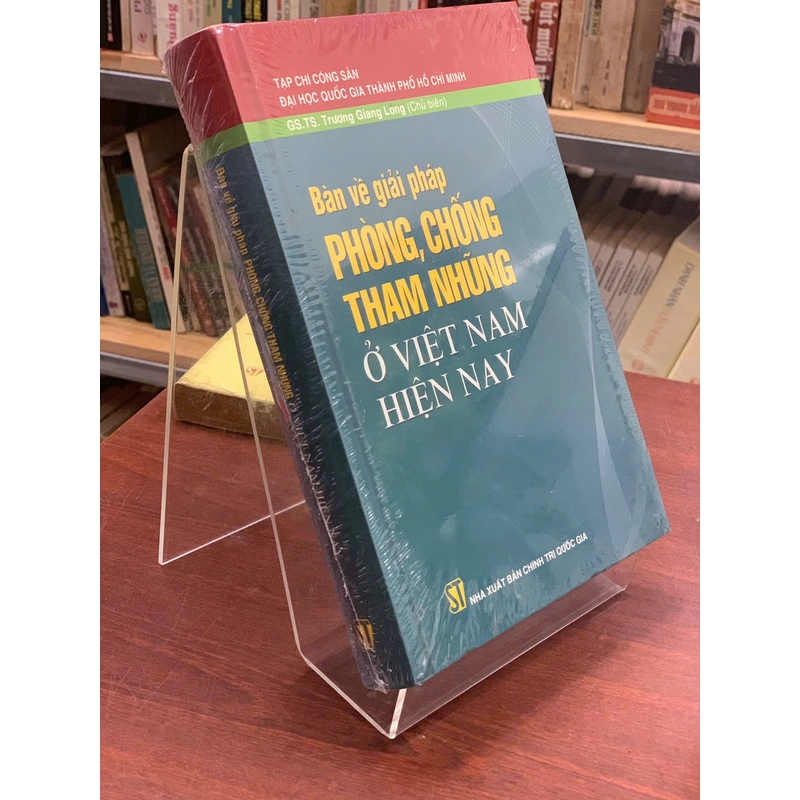 TẠP CHÍ CỘNG SẢN
ĐẠI HỌC QUỐC GIA THÀNH PHỐ HỒ CHÍ MINH
GS.TS. Trương Giang Long (Chủ biên)
Bàn về giải pháp
PHÒNG, CHỐNG
THAM NHŨNG
Ở VIỆT NAM
HIỆN NAY
ST NHÀ XUẤT BẢN CHÍNH TRỊ QUỐC GIA
Bàn về giải pháp PHÒNG, CHỐNG THAM NHŨNG Ở VIỆT NAM HIỆN NAY
ST